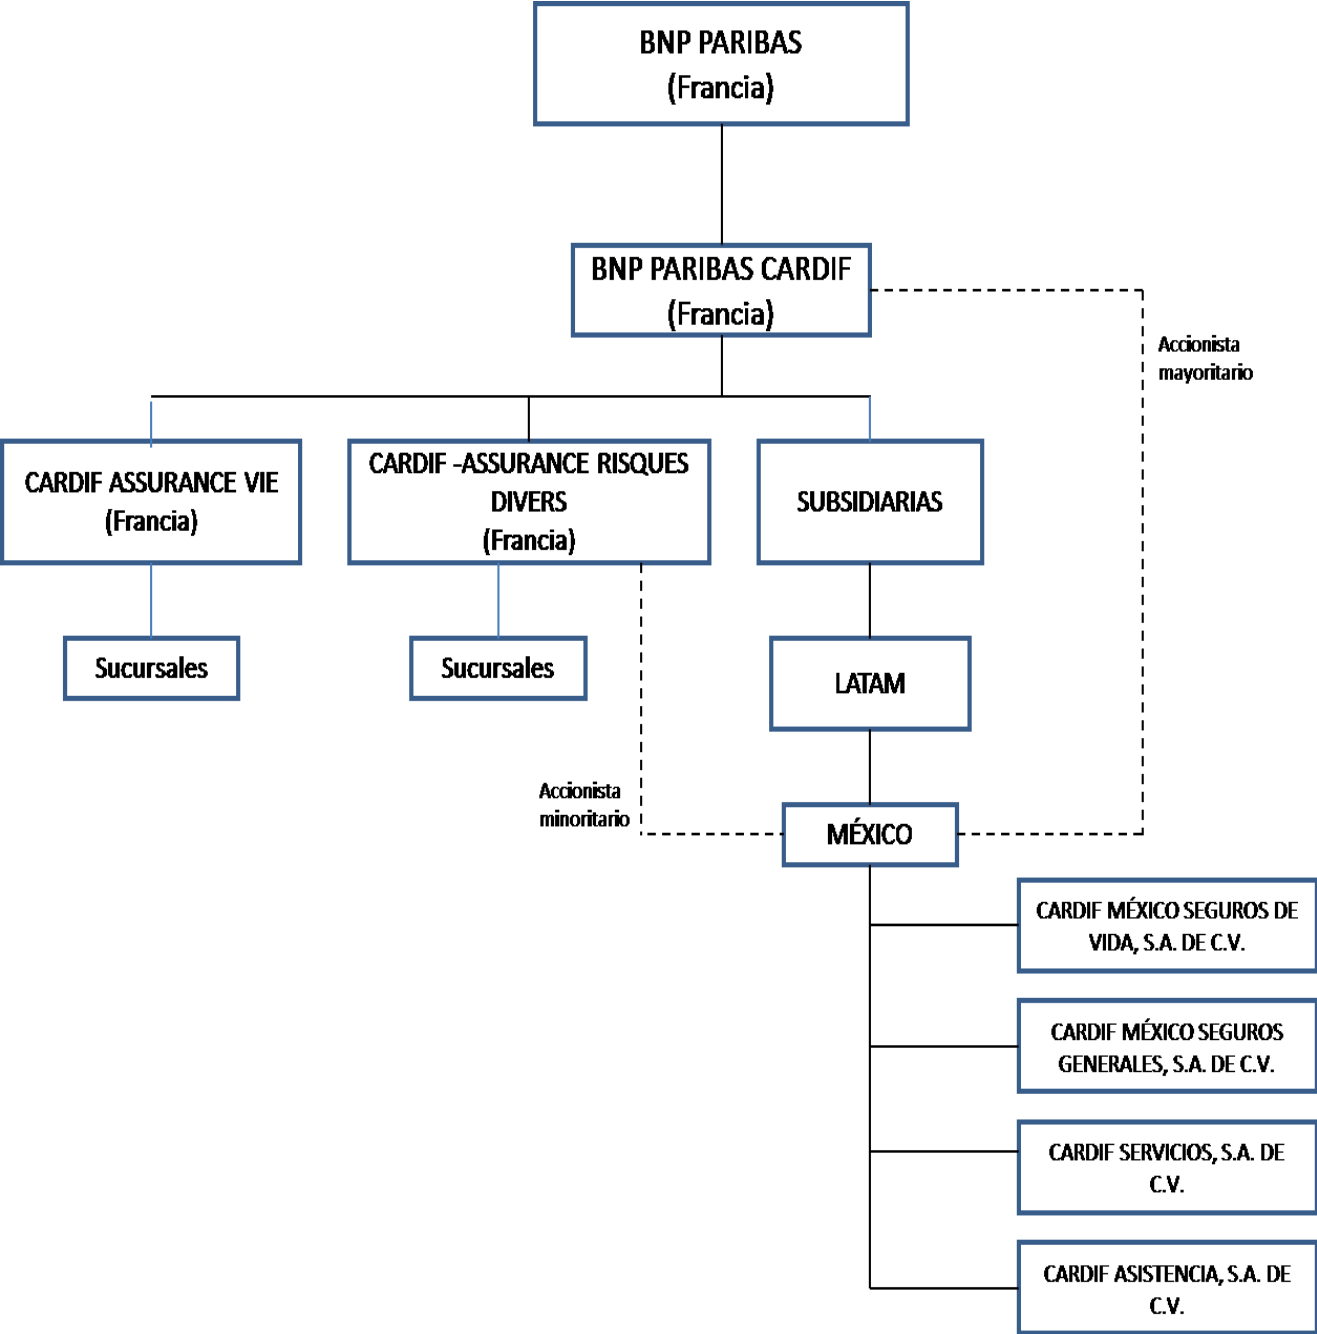 BNP PARIBAS
(Francia)
BNP PARIBAS CARDIF
(Francia)
Accionista
mayoritario
CARDIF ASSURANCE VIE
(Francia)
CARDIF -ASSURANCE RISQUES
DIVERS
(Francia)
SUBSIDIARIAS
Sucursales
Sucursales
LATAM
Accionista
minoritario
MÉXICO
CARDIF MÉXICO SEGUROS DE
VIDA, S.A. DE C.V.
CARDIF MÉXICO SEGUROS
GENERALES, S.A. DE C.V.
CARDIF SERVICIOS, S.A. DE
C.V.
CARDIF ASISTENCIA, S.A. DE
C.V.